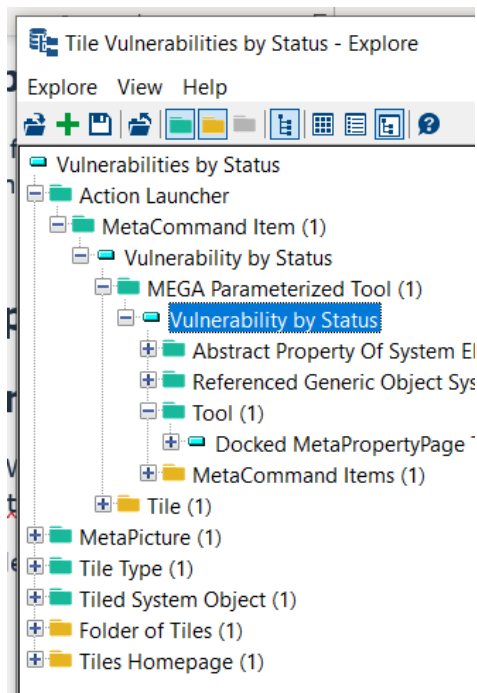 Tile Vulnerabilities by Status - Explore
Explore View Help
Vulnerabilities by Status
Action Launcher
MetaCommand Item (1)
Vulnerability by Status
MEGA Parameterized Tool (1)
Vulnerability by Status
Abstract Property Of System
Referenced Generic Object
Tool (1)
Docked MetaPropertyPage
MetaCommand Items (1)
Tile (1)
MetaPicture (1)
Tile Type (1)
Tiled System Object (1)
Folder of Tiles (1)
Tiles Homepage (1)